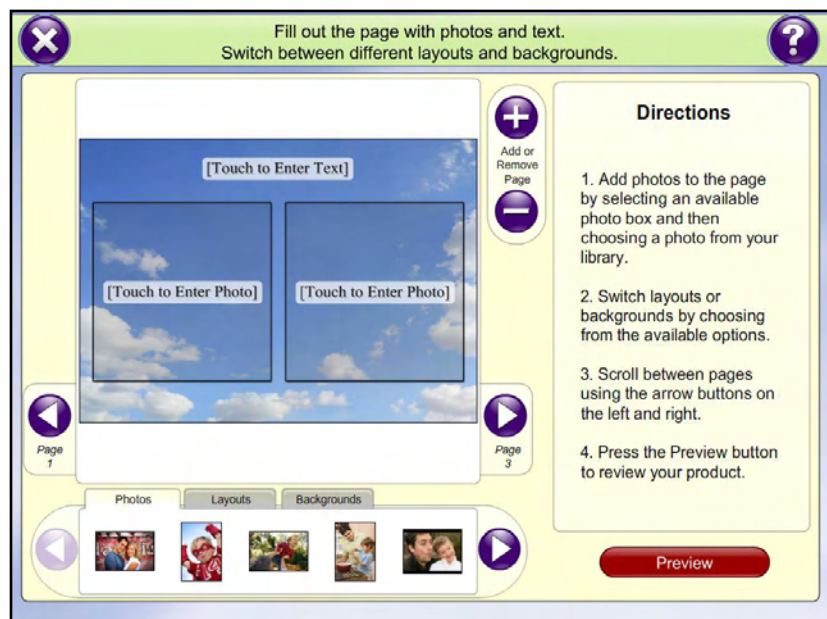 Fill out the page with photos and text.
Switch between different layouts and backgrounds.
?
[Touch to Enter Text]
[Touch to Enter Photo]
[Touch to Enter Photo]
Add or
Remove
Page
Page
1
Page
3
Photos
Layouts
Backgrounds
Directions
1. Add photos to the page
by selecting an available
photo box and then
choosing a photo from your
library.
2. Switch layouts or
backgrounds by choosing
from the available options.
3. Scroll between pages
using the arrow buttons on
the left and right.
4. Press the Preview button
to review your product.
Preview